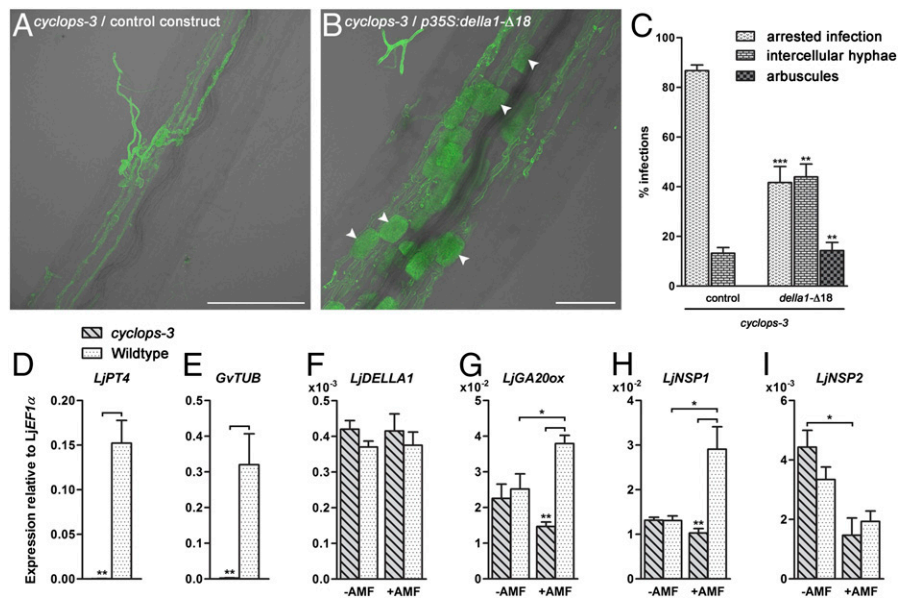 A cyclops-3 / control construct
B cyclops-3 / p35S:della1-Δ18
C
arrested infection
intercellular hyphae
arbuscules
% infections
100
80
60
40
20
0
***
**
**
control
della1-Δ18
cyclops-3
cyclops-3
Wildtype
D
LjPT4
Expression relative to LjEF1α
0.20
0.15
0.10
0.05
0.00
**
E
GvTUB
0.5
0.4
0.3
0.2
0.1
0.0
**
F
LjDELLA1
x10⁻³
0.5
0.4
0.3
0.2
0.1
0.0
-AMF +AMF
G
LjGA20ox
x10⁻²
5
4
3
2
1
0
*
**
-AMF +AMF
H
LjNSP1
x10⁻²
4
3
2
1
0
*
**
-AMF +AMF
I
LjNSP2
x10⁻³
6
4
2
0
*
-AMF +AMF